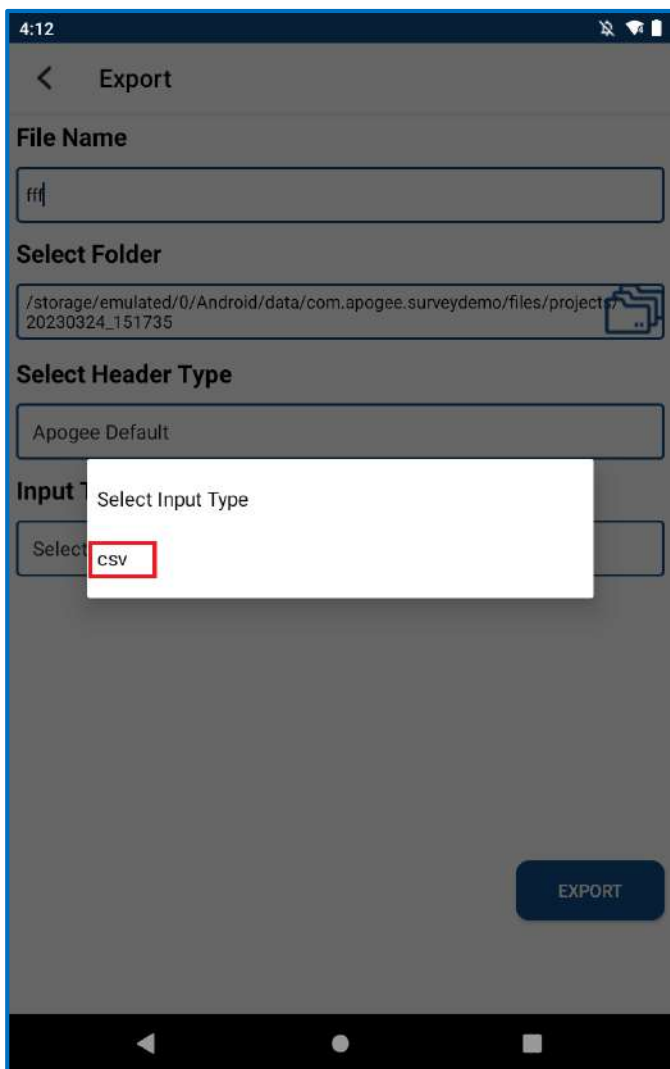 4:12
Export
File Name
fff
Select Folder
/storage/emulated/0/Android/data/com.apogee.surveydemo/files/projects/
20230324_151735
Select Header Type
Apogee Default
Input T
Select Input Type
Select
csv
EXPORT